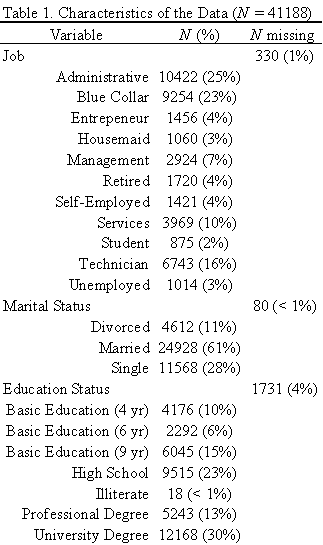 Table 1. Characteristics of the Data (N = 41188)
Variable N (%) N missing
Job 330 (1%)
Administrative 10422 (25%)
Blue Collar 9254 (23%)
Entrepeneur 1456 (4%)
Housemaid 1060 (3%)
Management 2924 (7%)
Retired 1720 (4%)
Self-Employed 1421 (4%)
Services 3969 (10%)
Student 875 (2%)
Technician 6743 (16%)
Unemployed 1014 (3%)
Marital Status 80 (< 1%)
Divorced 4612 (11%)
Married 24928 (61%)
Single 11568 (28%)
Education Status 1731 (4%)
Basic Education (4 yr) 4176 (10%)
Basic Education (6 yr) 2292 (6%)
Basic Education (9 yr) 6045 (15%)
High School 9515 (23%)
Illiterate 18 (< 1%)
Professional Degree 5243 (13%)
University Degree 12168 (30%)